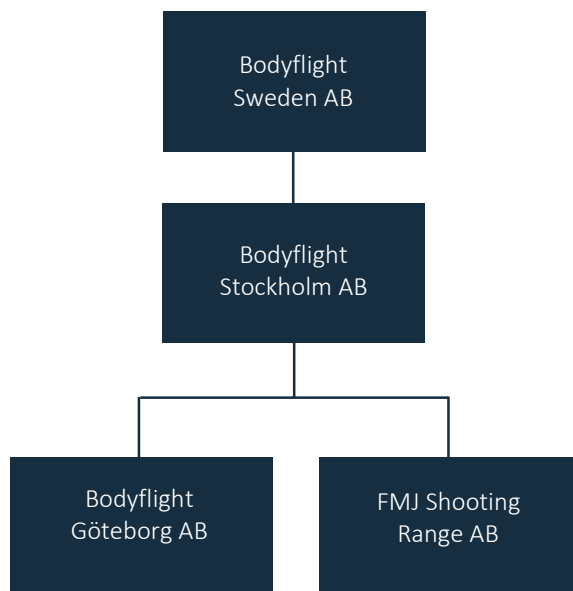 Bodyflight
Sweden AB
Bodyflight
Stockholm AB
Bodyflight
Göteborg AB
FMJ Shooting
Range AB